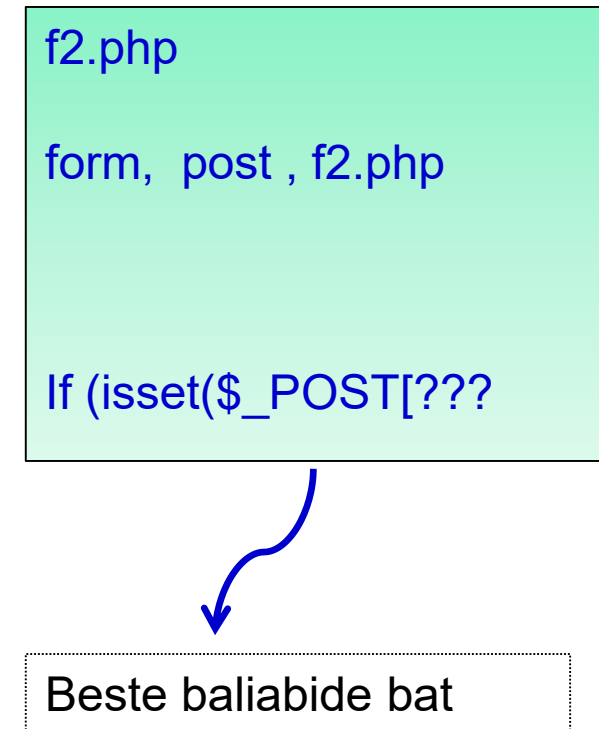 f2.php
form, post , f2.php
If (isset($_POST[???
Beste baliabide bat